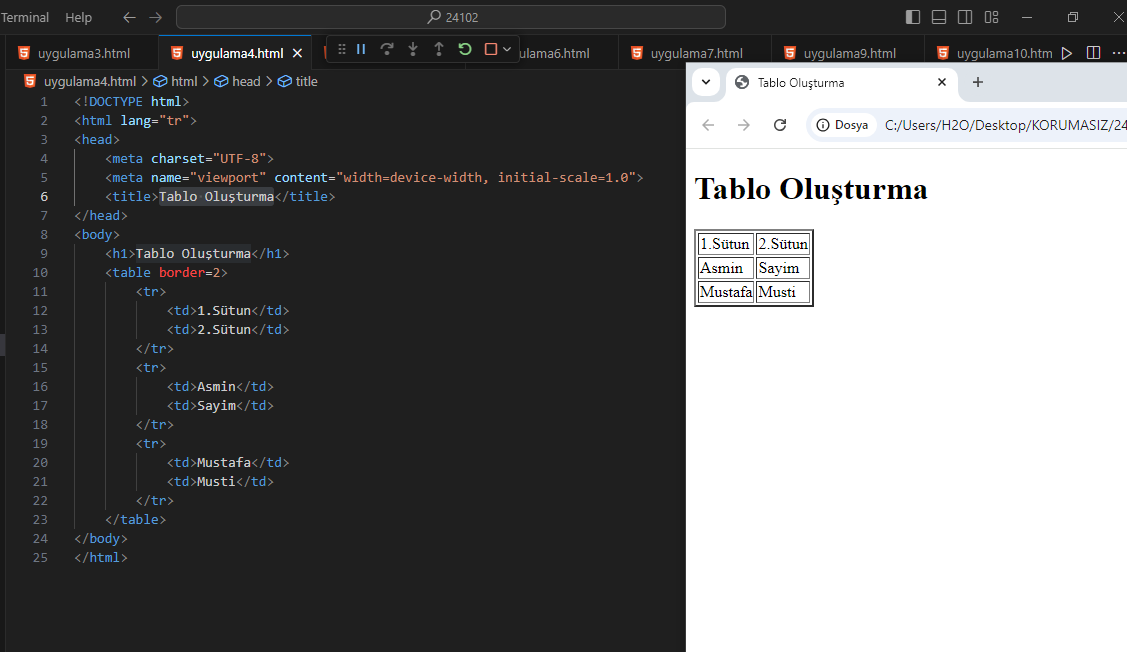 Terminal Help 24102
uygulama3.html uygulama4.html ulama6.html uygulama7.html uygulama9.html uygulama10.htm
uygulama4.html > html > head > title
1 <!DOCTYPE html>
2 <html lang="tr">
3 <head>
4 <meta charset="UTF-8">
5 <meta name="viewport" content="width=device-width, initial-scale=1.0">
6 <title>Tablo Oluşturma</title>
7 </head>
8 <body>
9 <h1>Tablo Oluşturma</h1>
10 <table border=2>
11 <tr>
12 <td>1.Sütun</td>
13 <td>2.Sütun</td>
14 </tr>
15 <tr>
16 <td>Asmin</td>
17 <td>Sayim</td>
18 </tr>
19 <tr>
20 <td>Mustafa</td>
21 <td>Musti</td>
22 </tr>
23 </table>
24 </body>
25 </html>
Tablo Oluşturma
Dosya C:/Users/H2O/Desktop/KORUMASIZ/24
Tablo Oluşturma
1.Sütun 2.Sütun
Asmin Sayim
Mustafa Musti